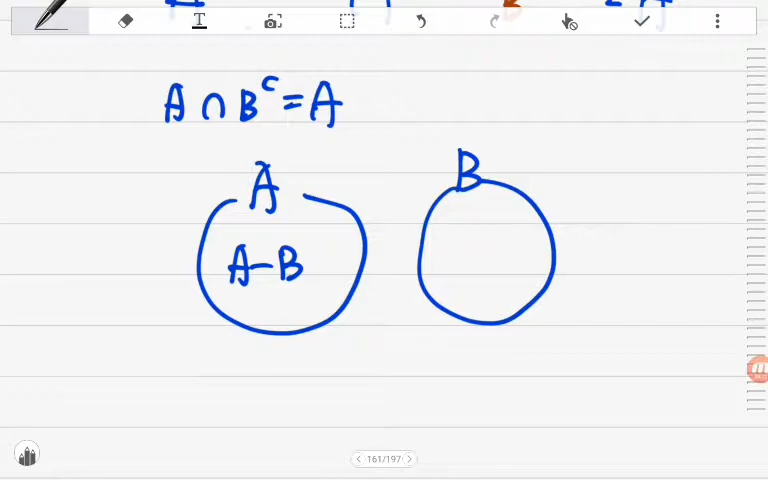 T
A ∩ B^c = A
A
B
A - B
161/197